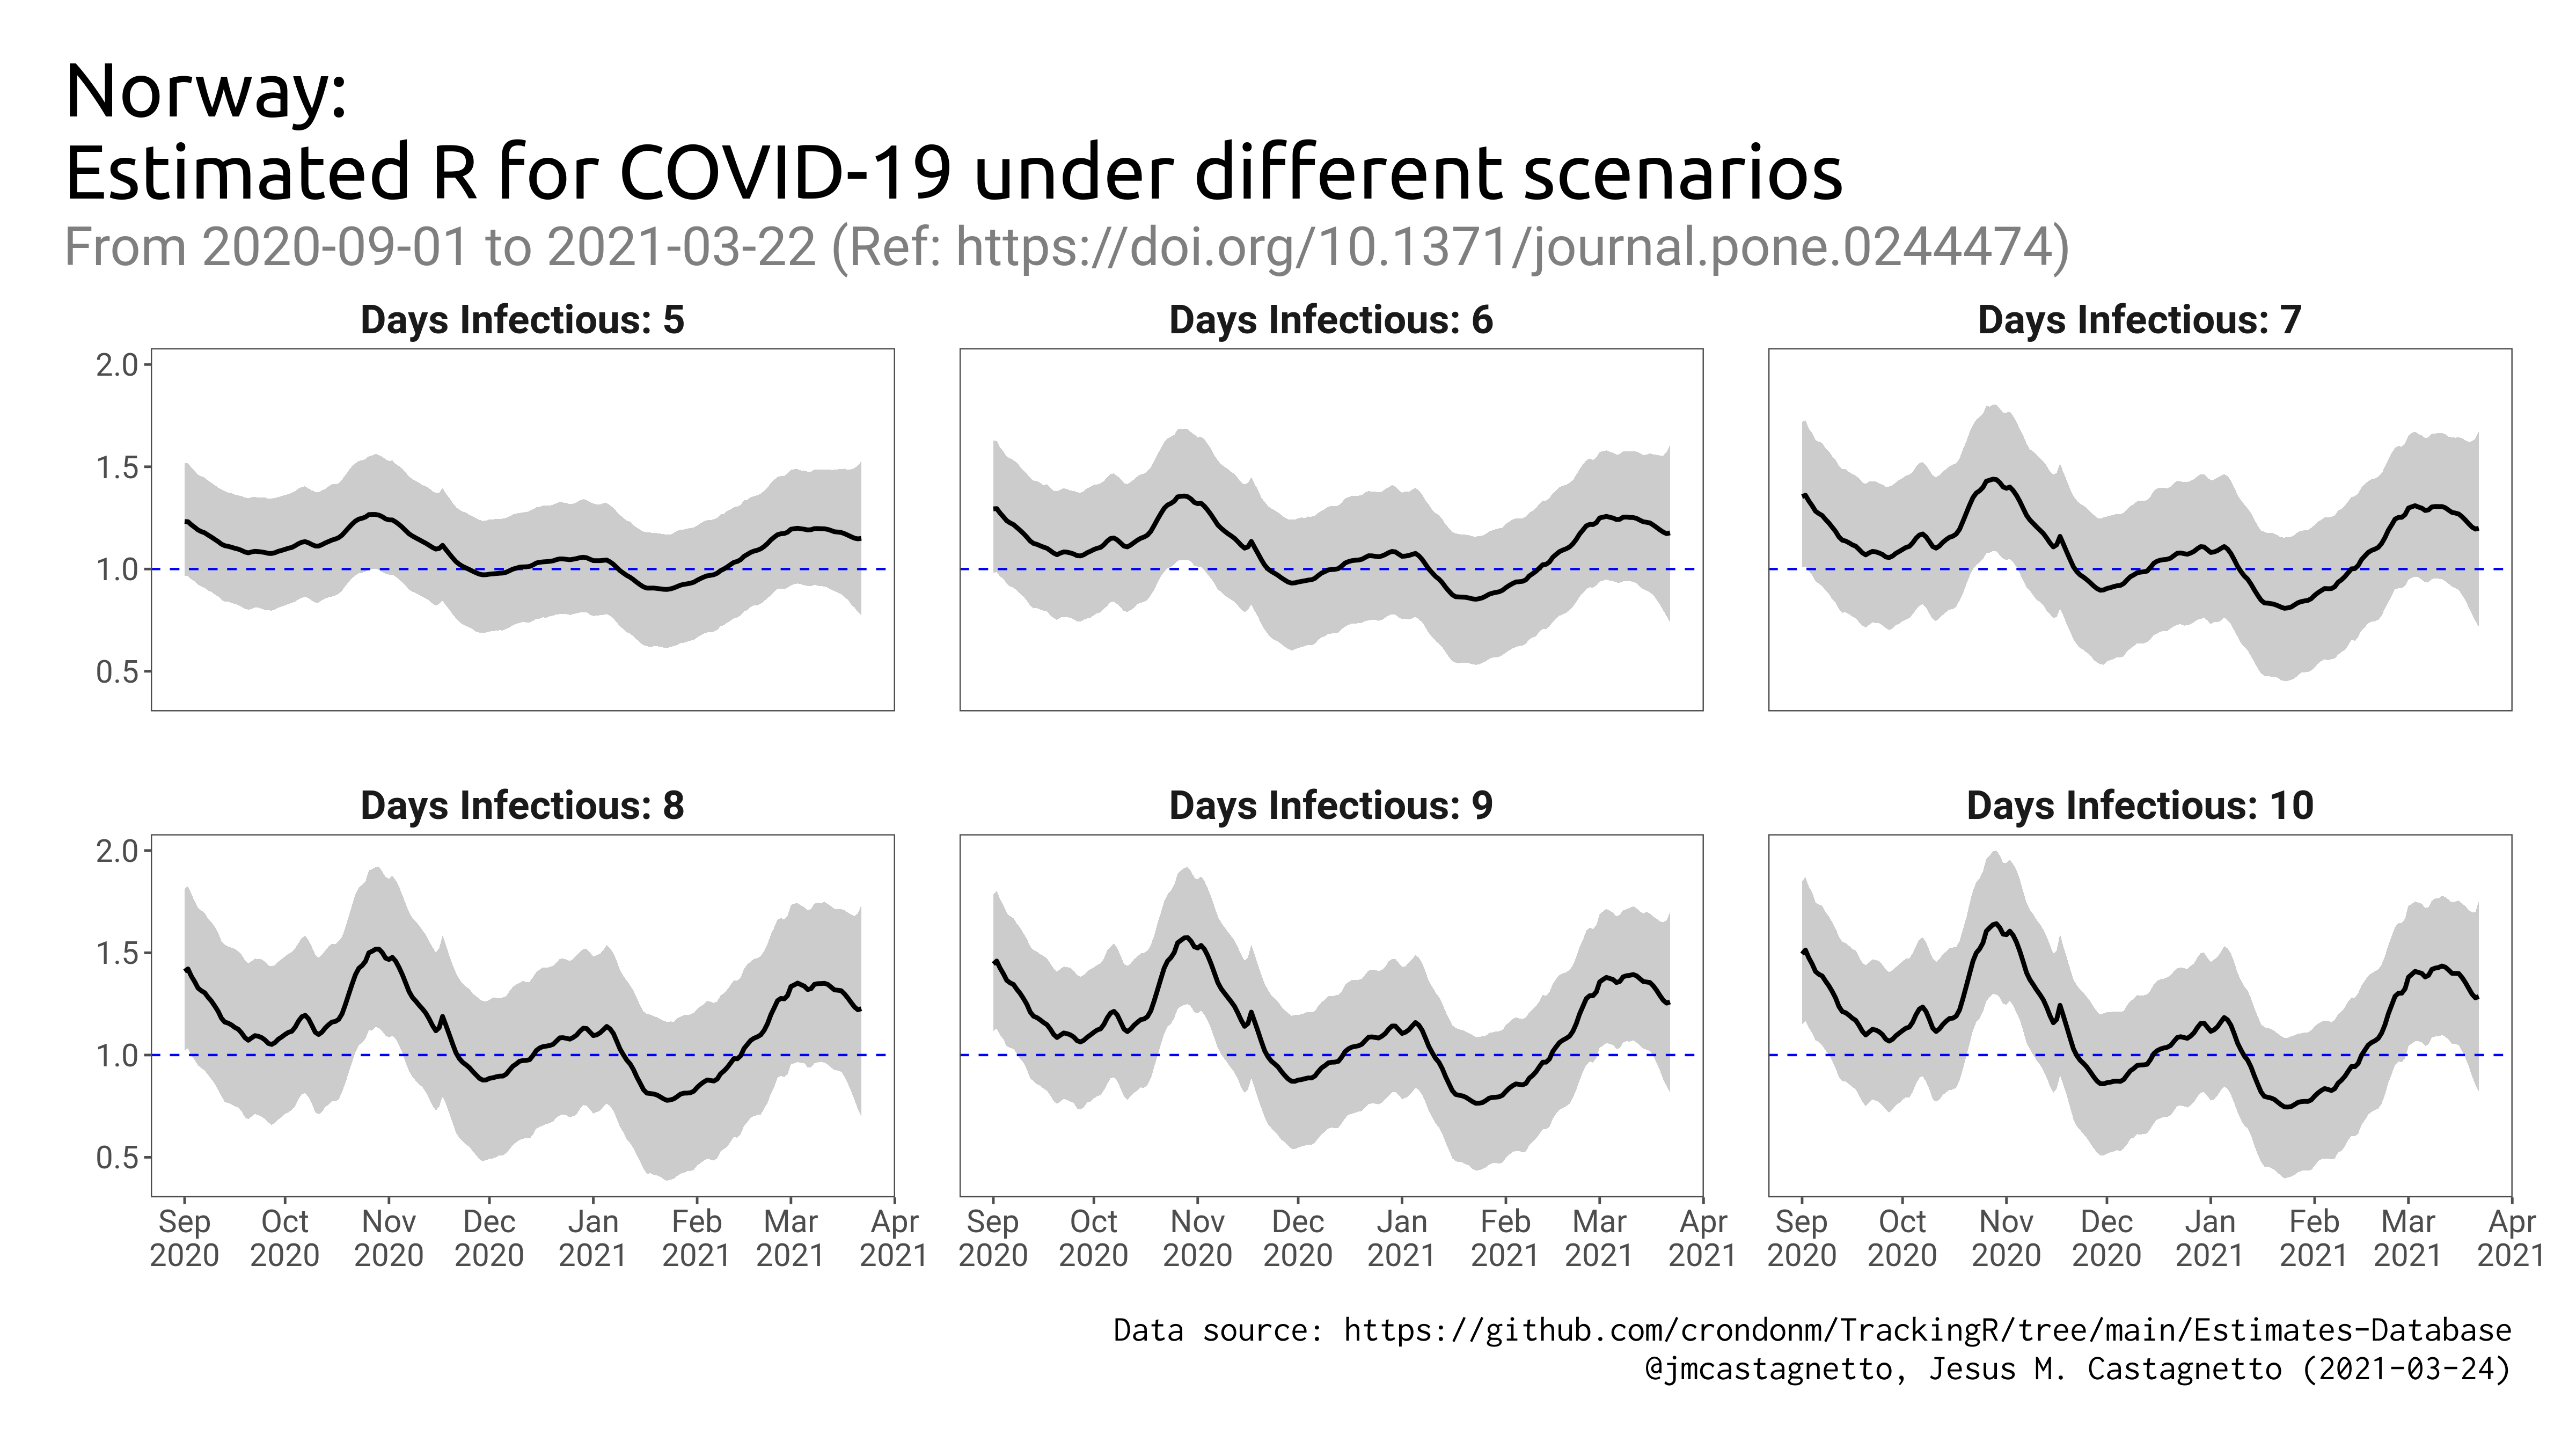 Norway:
Estimated R for COVID-19 under different scenarios
From 2020-09-01 to 2021-03-22 (Ref: https://doi.org/10.1371/journal.pone.0244474)
Days Infectious: 5
Days Infectious: 6
Days Infectious: 7
2.0
1.5
1.0
0.5
Days Infectious: 8
Days Infectious: 9
Days Infectious: 10
2.0
1.5
1.0
0.5
Sep Oct Nov Dec Jan Feb Mar Apr
2020 2020 2020 2020 2021 2021 2021 2021
Sep Oct Nov Dec Jan Feb Mar Apr
2020 2020 2020 2020 2021 2021 2021 2021
Sep Oct Nov Dec Jan Feb Mar Apr
2020 2020 2020 2020 2021 2021 2021 2021
Data source: https://github.com/crondonm/TrackingR/tree/main/Estimates-Database
@jmcastagnetto, Jesus M. Castagnetto (2021-03-24)